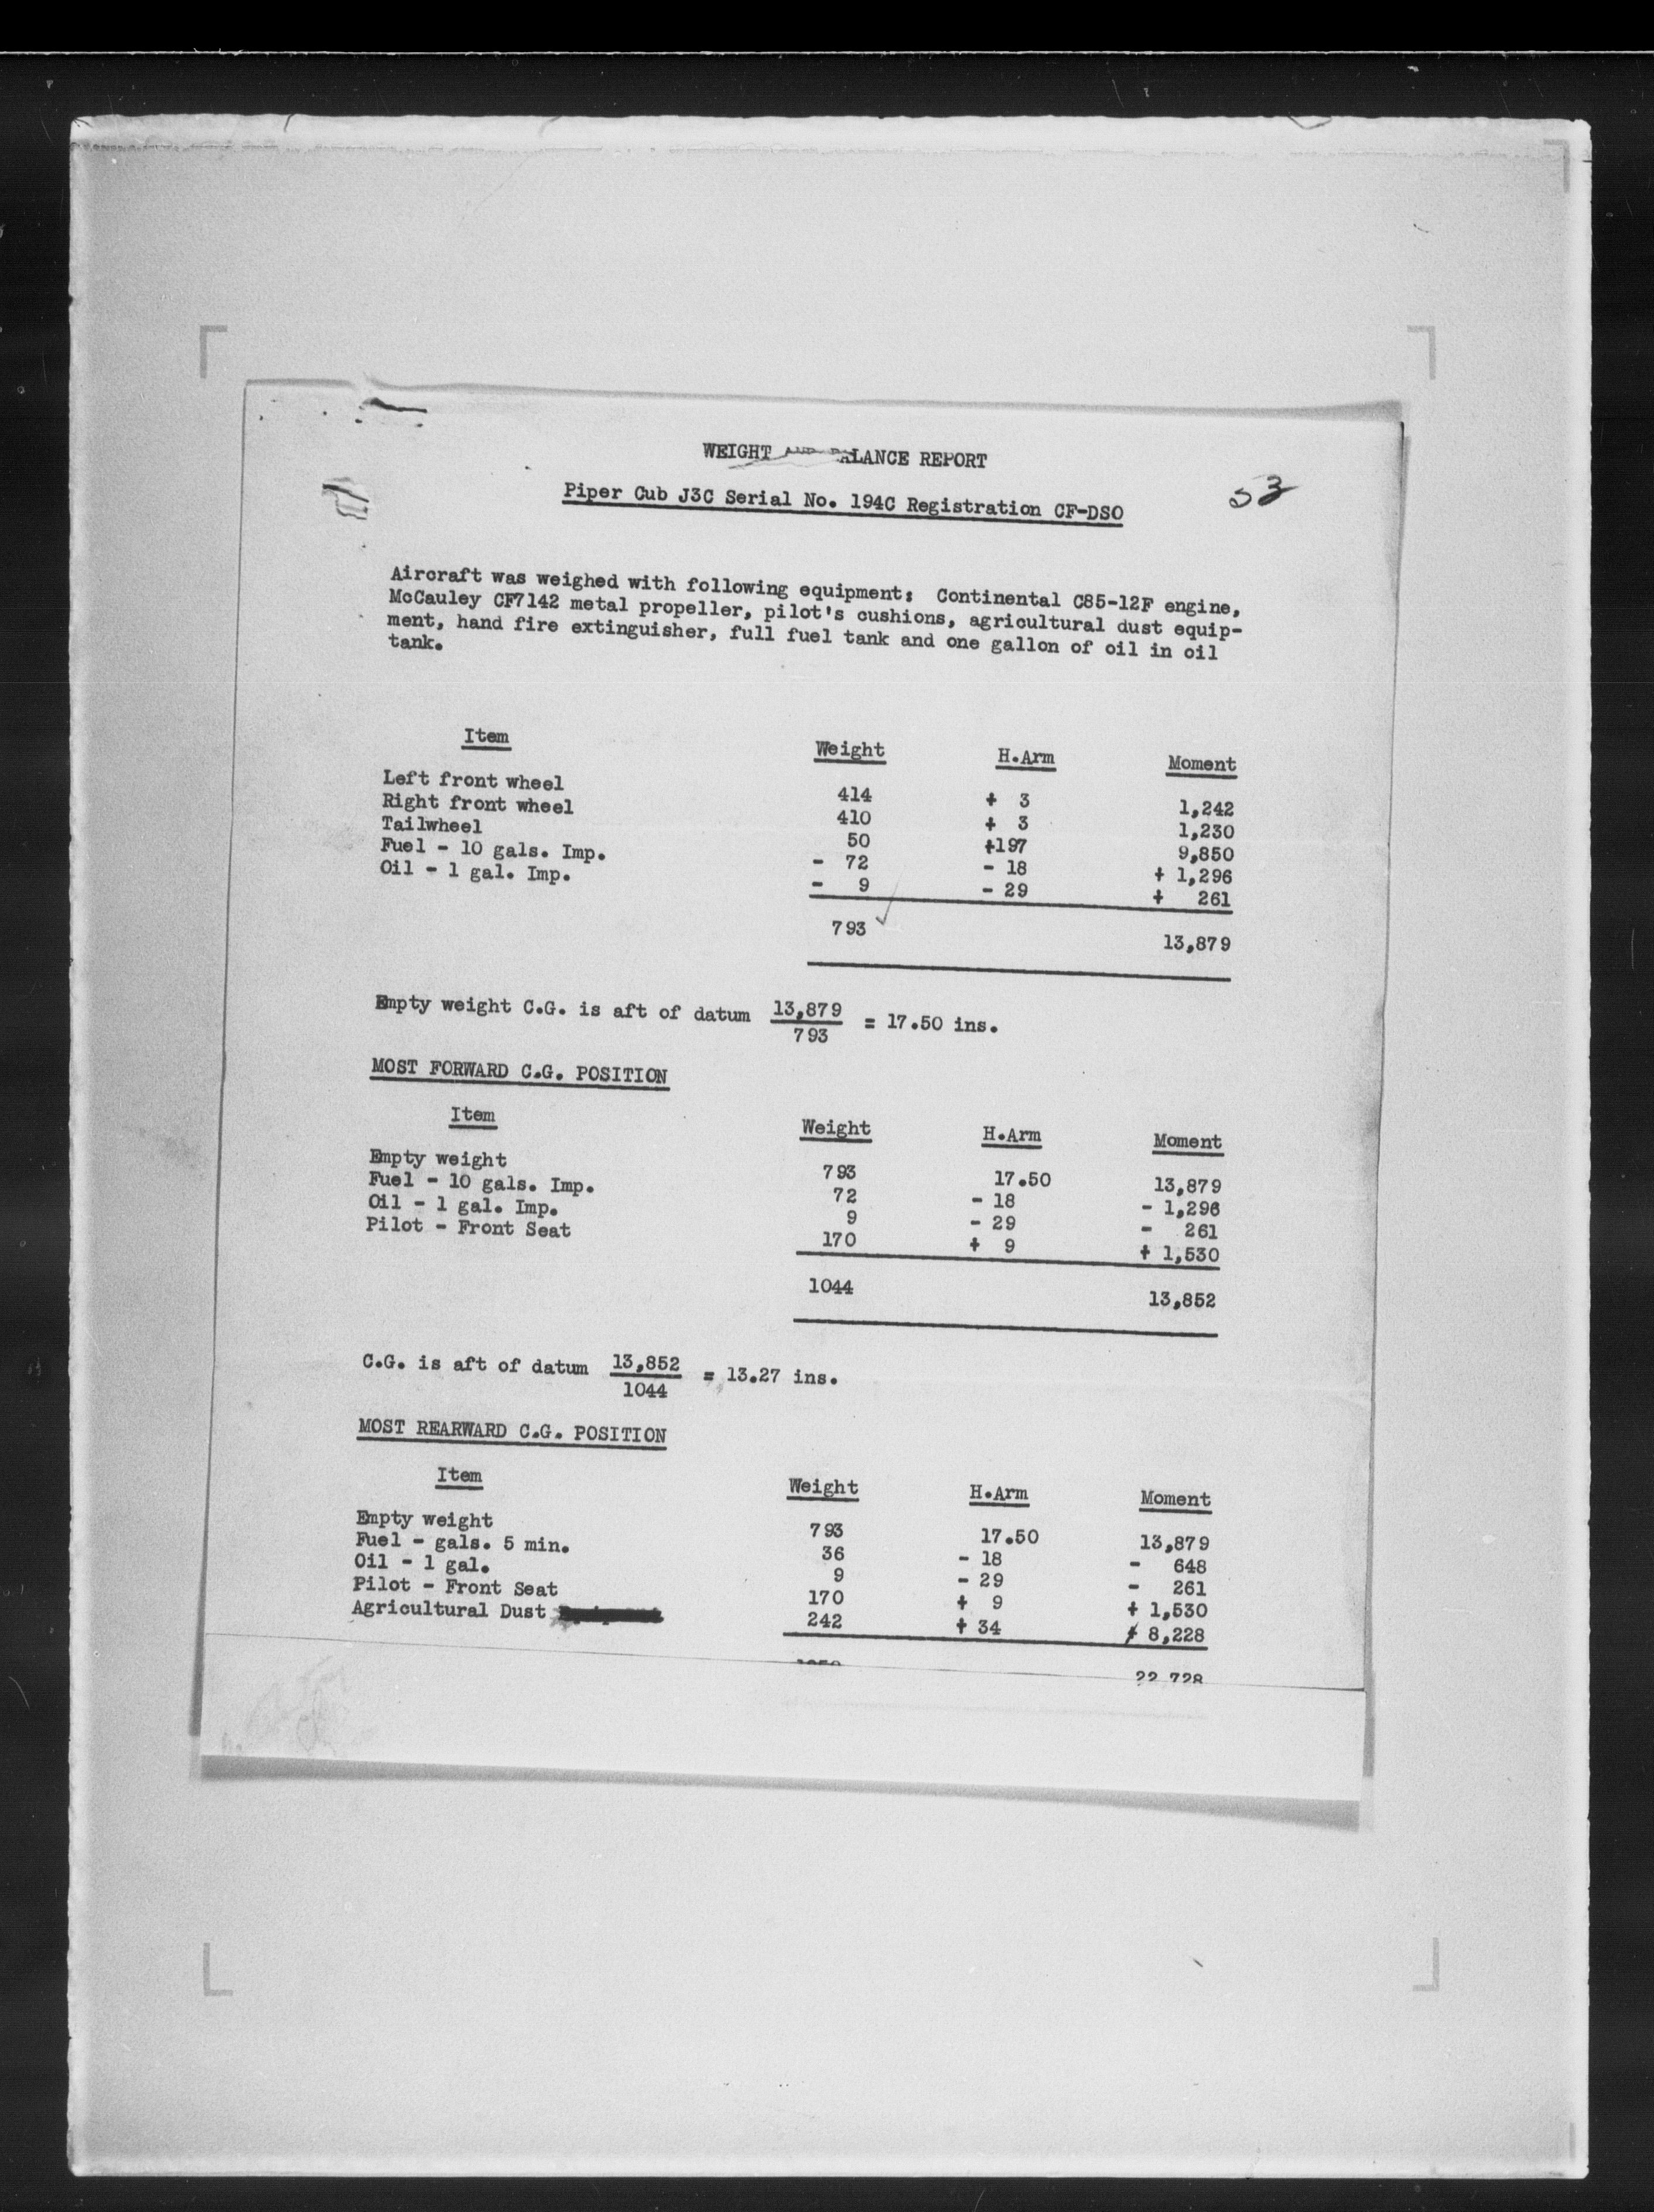 WEIGHT AND BALANCE REPORT
53
Piper Cub J3C Serial No. 194C Registration CF-DSO
Aircraft was weighed with following equipment; Continental C85-12F engine,
McCauley CF7142 metal propeller, pilot's cushions, agricultural dust equip-
ment, hand fire extinguisher, full fuel tank and one gallon of oil in oil
tank.
Item Weight H.Arm Moment
Left front wheel 414 + 3 1,242
Right front wheel 410 + 3 1,230
Tailwheel 50 +197 9,850
Fuel - 10 gals. Imp. - 72 - 18 + 1,296
Oil - 1 gal. Imp. - 9 - 29 + 261
793 13,879
Empty weight C.G. is aft of datum 13,879 = 17.50 ins.
793
MOST FORWARD C.G. POSITION
Item Weight H.Arm Moment
Empty weight 793 17.50 13,879
Fuel - 10 gals. Imp. 72 - 18 - 1,296
Oil - 1 gal. Imp. 9 - 29 - 261
Pilot - Front Seat 170 + 9 + 1,530
1044 13,852
C.G. is aft of datum 13,852 = 13.27 ins.
1044
MOST REARWARD C.G. POSITION
Item Weight H.Arm Moment
Empty weight 793 17.50 13,879
Fuel - gals. 5 min. 36 - 18 - 648
Oil - 1 gal. 9 - 29 - 261
Pilot - Front Seat 170 + 9 + 1,530
Agricultural Dust 242 + 34 + 8,228
22,728